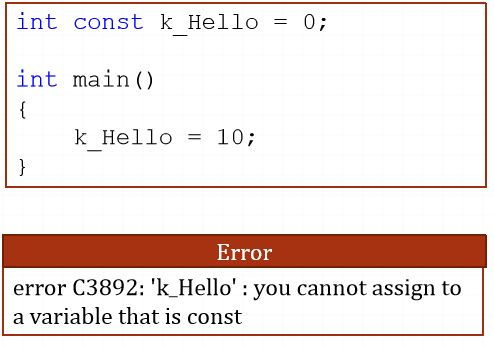 int const k_Hello = 0;
int main()
{
k_Hello = 10;
}
Error
error C3892: 'k_Hello' : you cannot assign to
a variable that is const